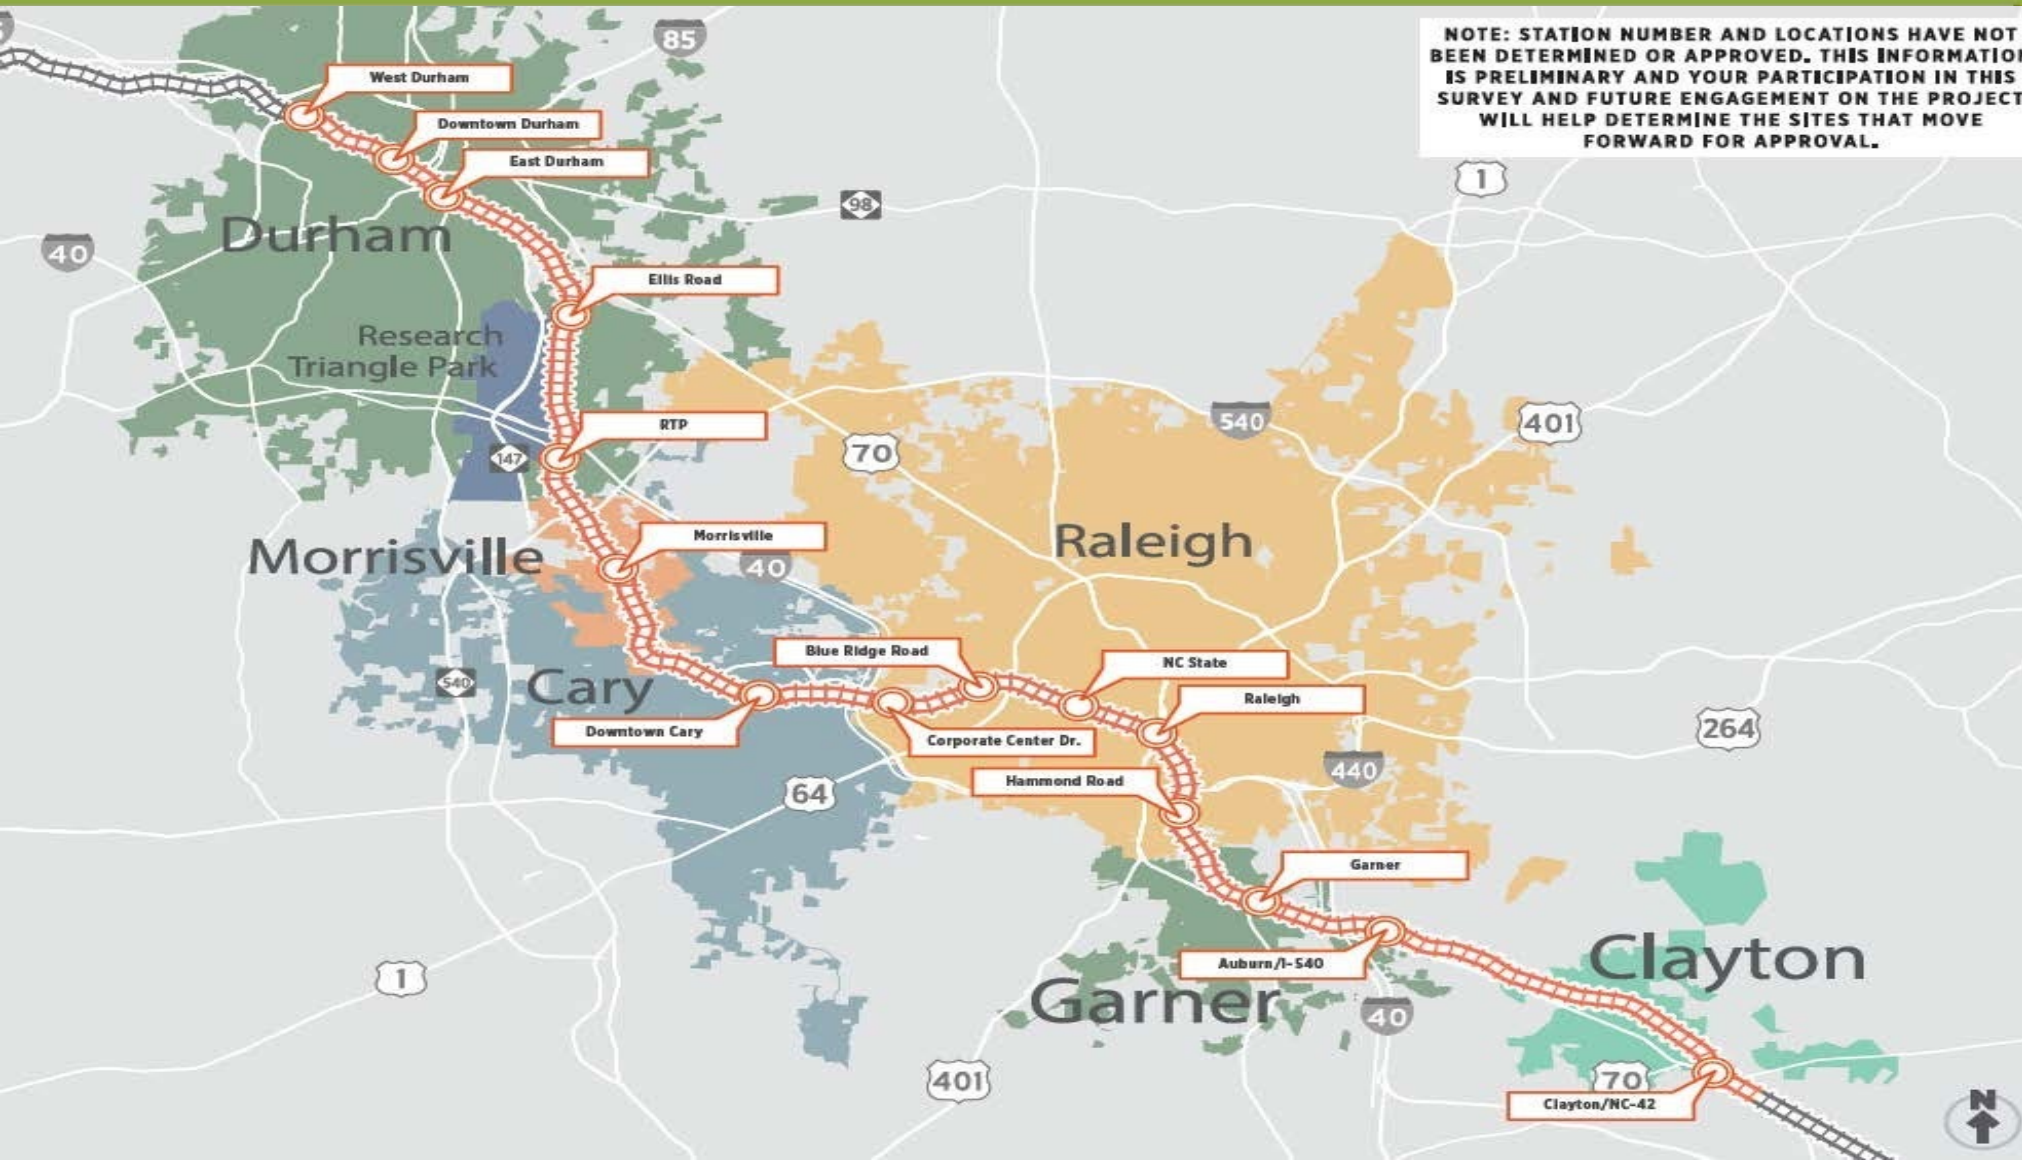 NOTE: STATION NUMBER AND LOCATIONS HAVE NOT
BEEN DETERMINED OR APPROVED. THIS INFORMATION
IS PRELIMINARY AND YOUR PARTICIPATION IN THIS
SURVEY AND FUTURE ENGAGEMENT ON THE PROJECT
WILL HELP DETERMINE THE SITES THAT MOVE
FORWARD FOR APPROVAL.
85
West Durham
Downtown Durham
East Durham
1
98
Durham
40
Ellis Road
Research
Triangle Park
RTP
540
401
70
147
Morrisville
Morrisville
40
Raleigh
Blue Ridge Road
NC State
540
Cary
Raleigh
Downtown Cary
Corporate Center Dr.
264
Hammond Road
440
64
Garner
Clayton
Auburn/I-540
1
Garner
40
401
70
Clayton/NC-42
N